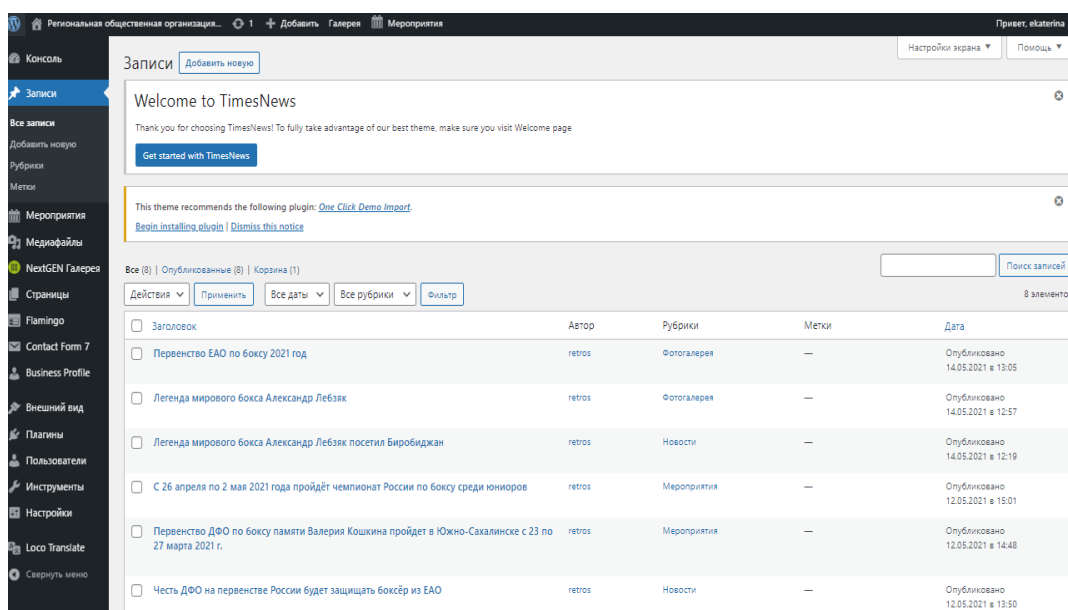 Региональная общественная организация... 1 Добавить Галерея Мероприятия Привет, ekaterina
Консоль
Записи
Все записи
Добавить новую
Рубрики
Метки
Мероприятия
Медиафайлы
NextGEN Галерея
Страницы
Flamingo
Contact Form 7
Business Profile
Внешний вид
Плагины
Пользователи
Инструменты
Настройки
Loco Translate
Свернуть меню
Настройки экрана ▼ Помощь ▼
Записи Добавить новую
Welcome to TimesNews
Thank you for choosing TimesNews! To fully take advantage of our best theme, make sure you visit Welcome page
Get started with TimesNews
This theme recommends the following plugin: One Click Demo Import.
Begin installing plugin | Dismiss this notice
Все (8) | Опубликованные (8) | Корзина (1)
Поиск записей
Действия Применить Все даты Все рубрики Фильтр
8 элементо
Заголовок Автор Рубрики Метки Дата
Первенство ЕАО по боксу 2021 год retros Фотогалерея — Опубликовано
14.05.2021 в 13:05
Легенда мирового бокса Александр Лебзяк retros Фотогалерея — Опубликовано
14.05.2021 в 12:57
Легенда мирового бокса Александр Лебзяк посетил Биробиджан retros Новости — Опубликовано
14.05.2021 в 12:19
С 26 апреля по 2 мая 2021 года пройдёт чемпионат России по боксу среди юниоров retros Мероприятия — Опубликовано
12.05.2021 в 15:01
Первенство ДФО по боксу памяти Валерия Кошкина пройдет в Южно-Сахалинске с 23 по retros Мероприятия — Опубликовано
27 марта 2021 г. 12.05.2021 в 14:48
Честь ДФО на первенстве России будет защищать боксёр из ЕАО retros Новости — Опубликовано
12.05.2021 в 13:50